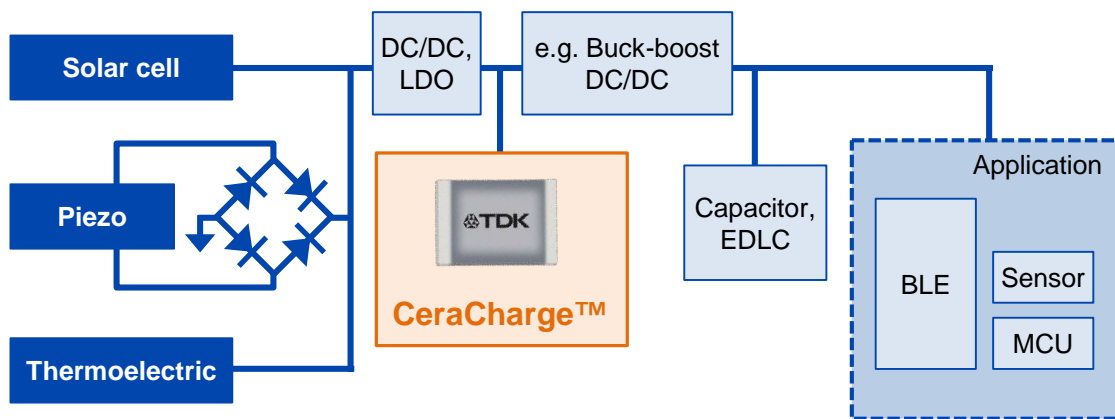 Solar cell
DC/DC,
LDO
e.g. Buck-boost
DC/DC
Piezo
TDK
CeraCharge™
Capacitor,
EDLC
Application
BLE
Sensor
MCU
Thermoelectric